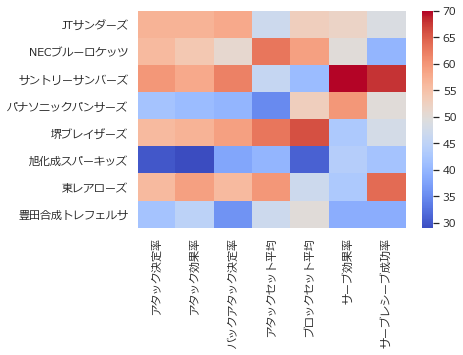 JTサンダーズ
NECブルーロケッツ
サントリーサンバーズ
パナソニックパンサーズ
堺ブレイザーズ
旭化成スパーキッズ
東レアローズ
豊田合成トレフェルサ
アタック決定率
アタック効果率
バックアタック決定率
アタックセット平均
ブロックセット平均
サーブ効果率
サーブレシーブ成功率
70
65
60
55
50
45
40
35
30